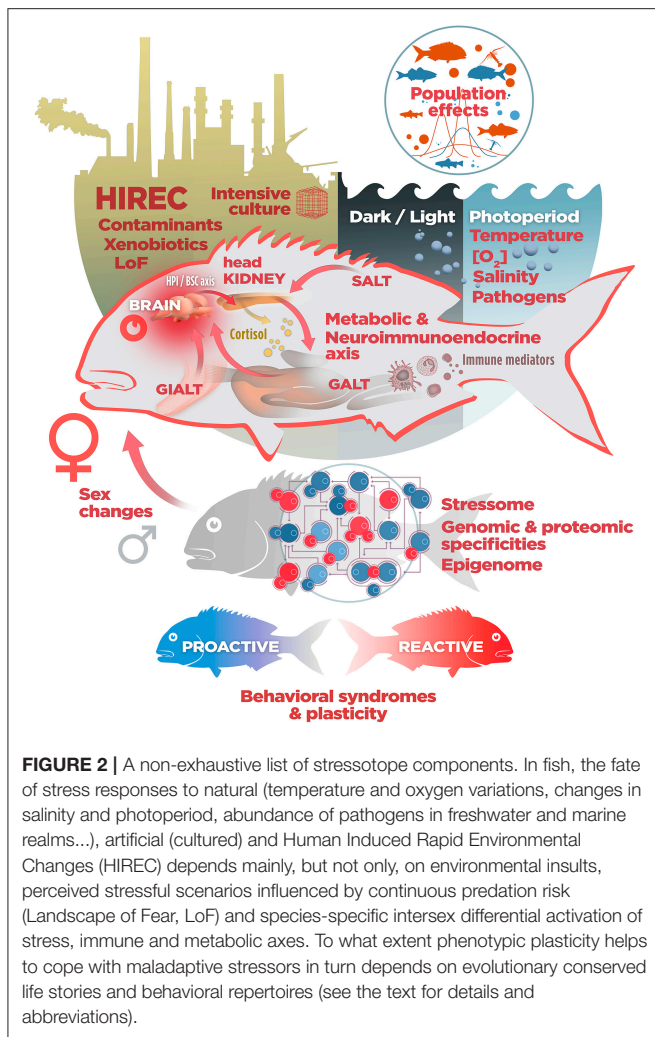 Population
effects
HIREC
Intensive
culture
Contaminants
Xenobiotics
LoF
Dark / Light
Photoperiod
Temperature
[O2]
Salinity
Pathogens
HPI / BSC axis
head
KIDNEY
SALT
BRAIN
Cortisol
Metabolic &
Neuroimmunoendocrine
axis
Immune mediators
GIALT
GALT
Sex
changes
Stressome
Genomic & proteomic
specificities
Epigenome
PROACTIVE
REACTIVE
Behavioral syndromes
& plasticity
FIGURE 2 | A non-exhaustive list of stressotope components. In fish, the fate
of stress responses to natural (temperature and oxygen variations, changes in
salinity and photoperiod, abundance of pathogens in freshwater and marine
realms...), artificial (cultured) and Human Induced Rapid Environmental
Changes (HIREC) depends mainly, but not only, on environmental insults,
perceived stressful scenarios influenced by continuous predation risk
(Landscape of Fear, LoF) and species-specific intersex differential activation of
stress, immune and metabolic axes. To what extent phenotypic plasticity helps
to cope with maladaptive stressors in turn depends on evolutionary conserved
life stories and behavioral repertoires (see the text for details and
abbreviations).